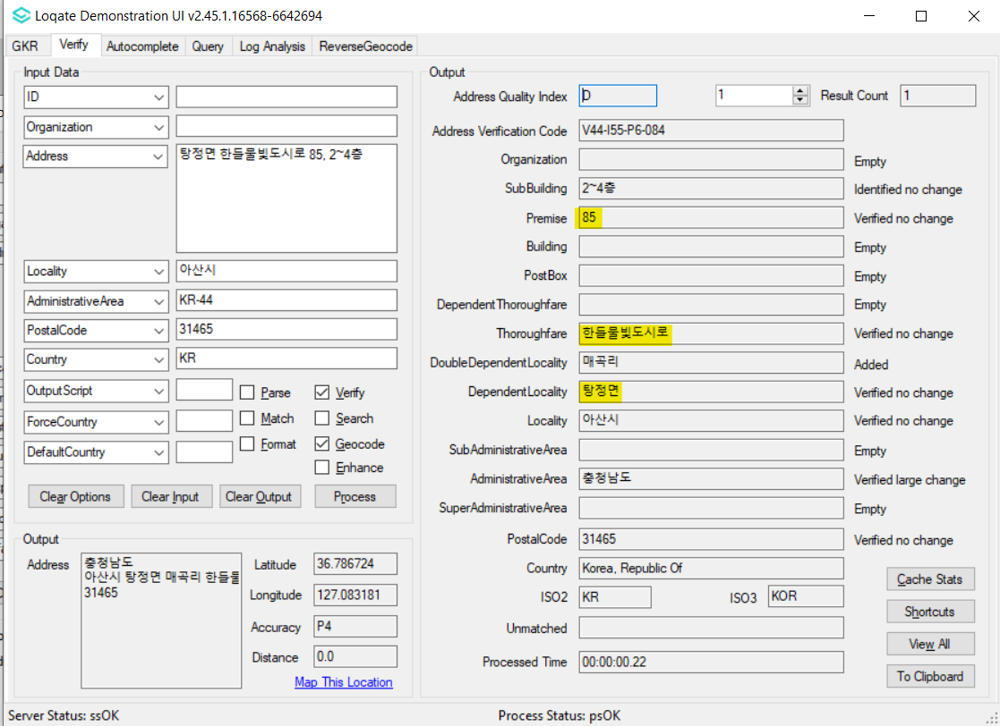 Loqate Demonstration UI v2.45.1.16568-6642694
GKR Verify Autocomplete Query Log Analysis ReverseGeocode
Input Data
ID
Organization
Address 탕정면 한들물빛도시로 85, 2~4층
Locality 아산시
AdministrativeArea KR-44
PostalCode 31465
Country KR
OutputScript Parse Verify
ForceCountry Match Search
DefaultCountry Format Geocode
Enhance
Clear Options Clear Input Clear Output Process
Output
Address 충청남도
아산시 탕정면 매곡리 한들물
31465
Latitude 36.786724
Longitude 127.083181
Accuracy P4
Distance 0.0
Map This Location
Output
Address Quality Index D 1 Result Count 1
Address Verification Code V44-I55-P6-084
Organization Empty
SubBuilding 2~4층 Identified no change
Premise 85 Verified no change
Building Empty
PostBox Empty
DependentThoroughfare Empty
Thoroughfare 한들물빛도시로 Verified no change
DoubleDependentLocality 매곡리 Added
DependentLocality 탕정면 Verified no change
Locality 아산시 Verified no change
SubAdministrativeArea Empty
AdministrativeArea 충청남도 Verified large change
SuperAdministrativeArea Empty
PostalCode 31465 Verified no change
Country Korea, Republic Of
ISO2 KR ISO3 KOR
Unmatched
Processed Time 00:00:00.22
Cache Stats
Shortcuts
View All
To Clipboard
Server Status: ssOK Process Status: psOK